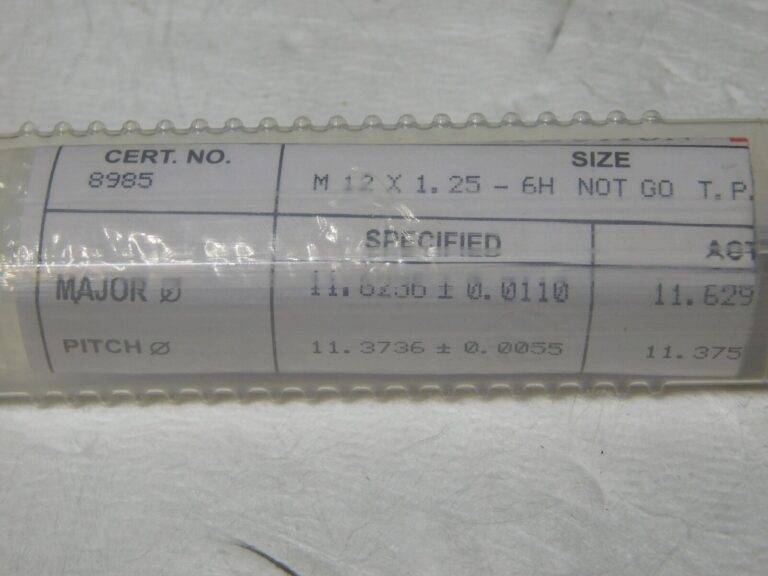 CERT. NO. SIZE
8985 M 12 X 1.25 - 6H NOT GO T.P.
SPECIFIED
MAJOR Ø 11.6236 ± 0.0110 11.629
PITCH Ø 11.3736 ± 0.0055 11.375